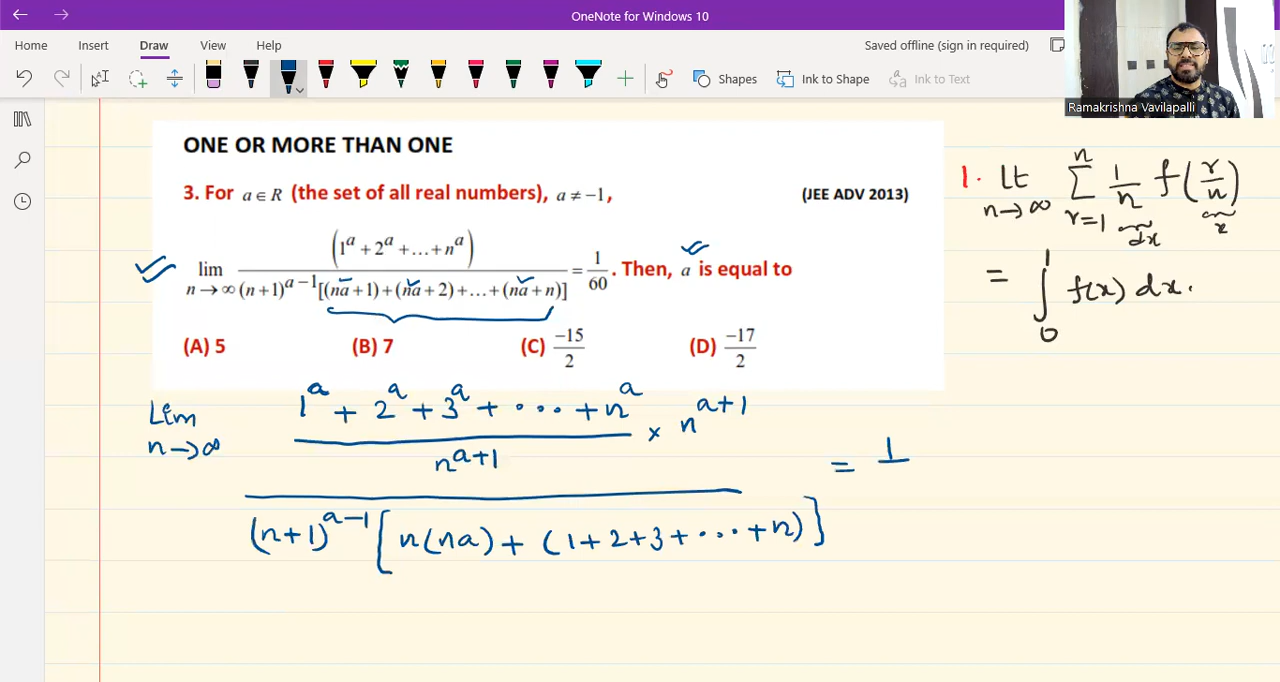 OneNote for Windows 10
Home Insert Draw View Help Saved offline (sign in required)
Shapes Ink to Shape Ink to Text
Ramakrishna Vavilapalli
ONE OR MORE THAN ONE
3. For a ∈ R (the set of all real numbers), a ≠ −1, (JEE ADV 2013)
(1^a + 2^a + ... + n^a)
lim n→∞ ———— = 1/60. Then, a is equal to
(n+1)^(a−1)[(na+1)+(na+2)+...+(na+n)]
(A) 5 (B) 7 (C) −15/2 (D) −17/2
1. Lt n→∞ n Σ r=1 1/n f(r/n)
dx x
= ∫ 0 1 f(x) dx.
1^a + 2^a + 3^a + ... + n^a × n^(a+1)
Lim n→∞
n^(a+1)
= 1
(n+1)^(a−1) [n(na) + (1+2+3+...+n)]